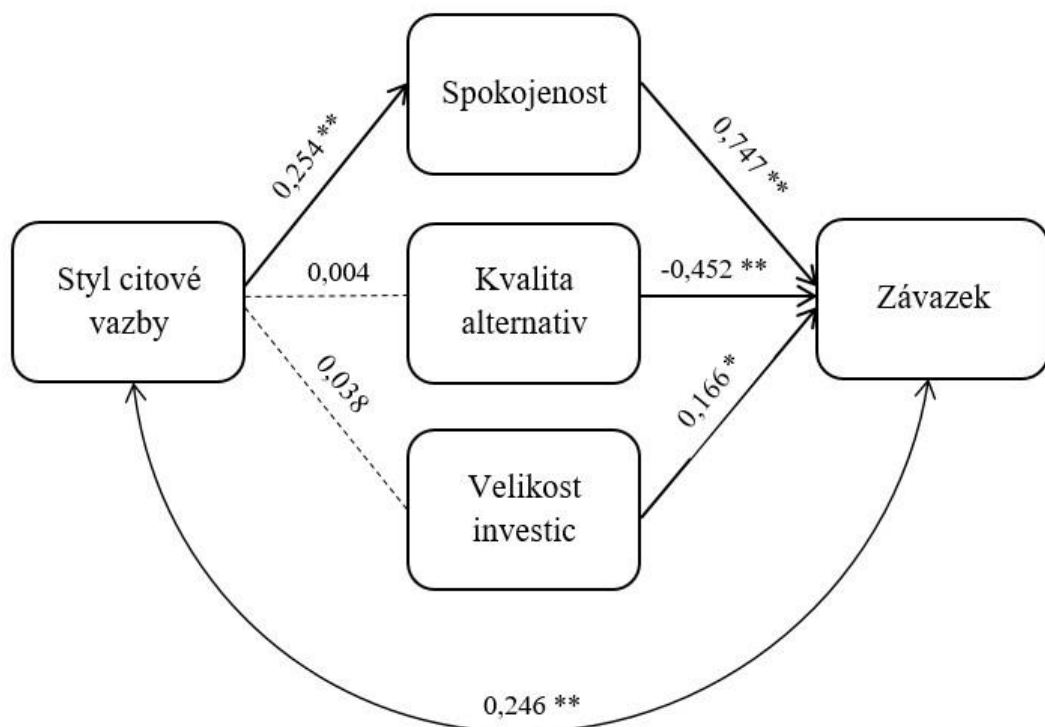 Spokojenost
0,254 **
0,747 **
Styl citové
vazby
0,004
Kvalita
alternativ
-0,452 **
Závazek
0,038
0,166 *
Velikost
investic
0,246 **